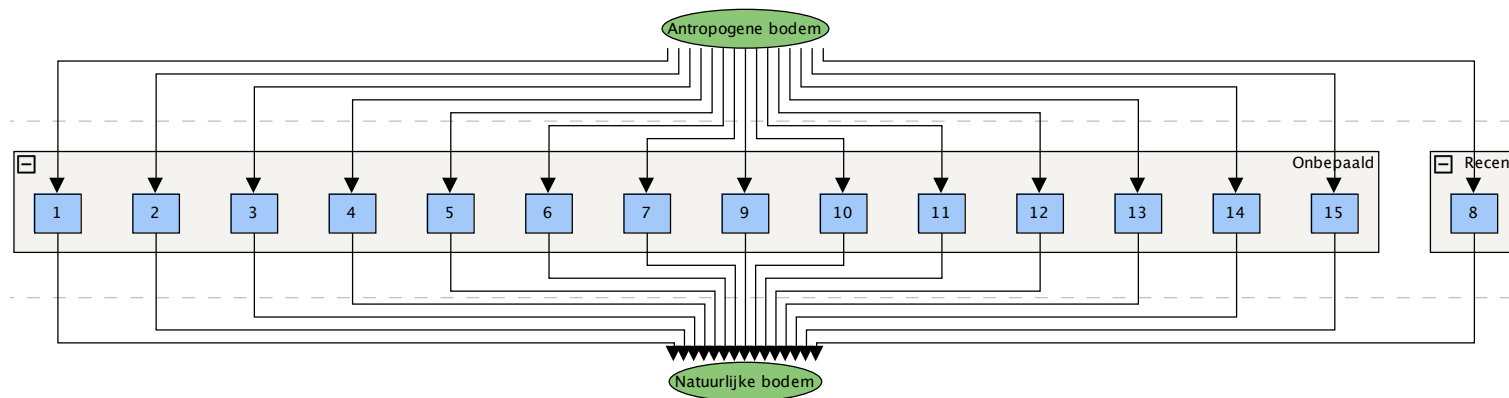 Antropogene bodem
Onbepaald
Recen
1 2 3 4 5 6 7 9 10 11 12 13 14 15 8
Natuurlijke bodem